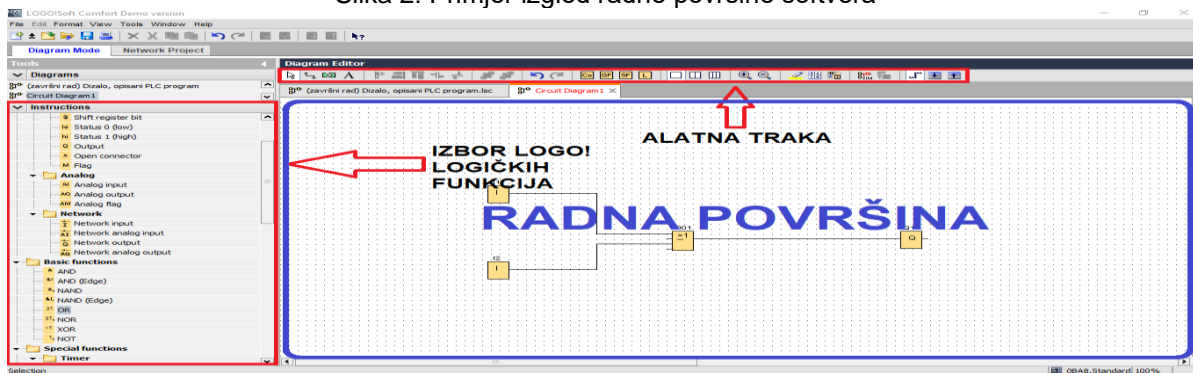 Slika 2. Primjer izgled radne površine softvera
LOGO!Soft Comfort Demo version
File Edit Format View Tools Window Help
Diagram Mode Network Project
Tools
Diagrams
(završni rad) Dizalo, opisani PLC program
Circuit Diagram1
Instructions
Shift register bit
Status 0 (low)
Status 1 (high)
Output
Open connector
Flag
Analog
Analog input
Analog output
Analog flag
Network
Network input
Network analog input
Network output
Network analog output
Basic functions
AND
AND (Edge)
NAND
NAND (Edge)
OR
NOR
XOR
NOT
Special functions
Timer
Selection
Diagram Editor
(završni rad) Dizalo, opisani PLC program.lsc Circuit Diagram1
ALATNA TRAKA
IZBOR LOGO!
LOGIČKIH
FUNKCIJA
I
RADNA POVRŠINA
≥1
Q
I2
I
0BA8.Standard 100%